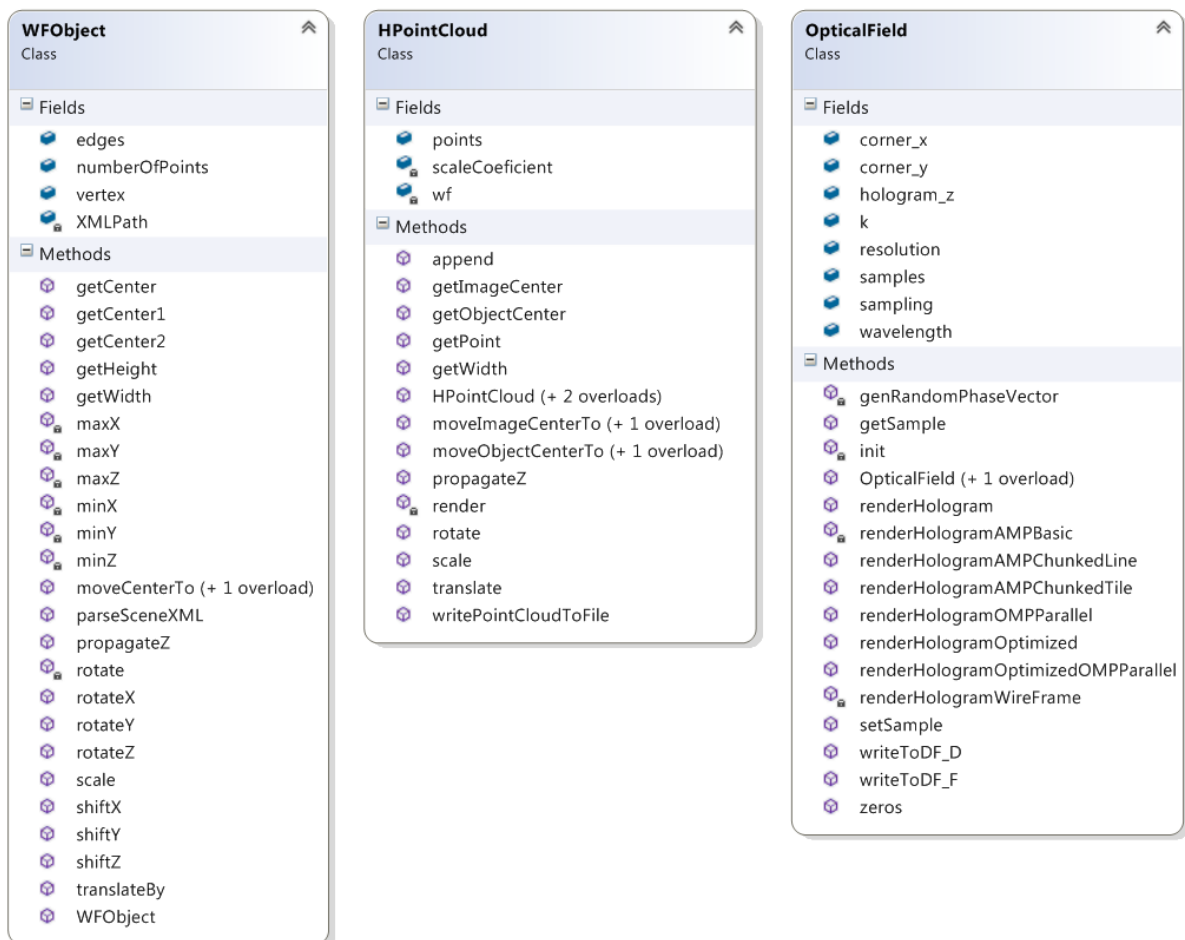 WFObject
Class
Fields
edges
numberOfPoints
vertex
XMLPath
Methods
getCenter
getCenter1
getCenter2
getHeight
getWidth
maxX
maxY
maxZ
minX
minY
minZ
moveCenterTo (+ 1 overload)
parseSceneXML
propagateZ
rotate
rotateX
rotateY
rotateZ
scale
shiftX
shiftY
shiftZ
translateBy
WFObject
HPointCloud
Class
Fields
points
scaleCoeficient
wf
Methods
append
getImageCenter
getObjectCenter
getPoint
getWidth
HPointCloud (+ 2 overloads)
moveImageCenterTo (+ 1 overload)
moveObjectCenterTo (+ 1 overload)
propagateZ
render
rotate
scale
translate
writePointCloudToFile
OpticalField
Class
Fields
corner_x
corner_y
hologram_z
k
resolution
samples
sampling
wavelength
Methods
genRandomPhaseVector
getSample
init
OpticalField (+ 1 overload)
renderHologram
renderHologramAMPBasic
renderHologramAMPChunkedLine
renderHologramAMPChunkedTile
renderHologramOMPParallel
renderHologramOptimized
renderHologramOptimizedOMPParallel
renderHologramWireFrame
setSample
writeToDF_D
writeToDF_F
zeros